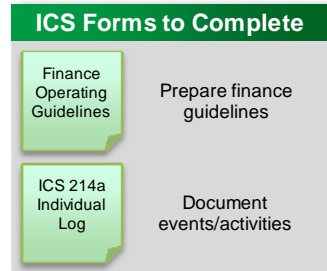 ICS Forms to Complete
Finance
Operating
Guidelines
Prepare finance
guidelines
ICS 214a
Individual
Log
Document
events/activities